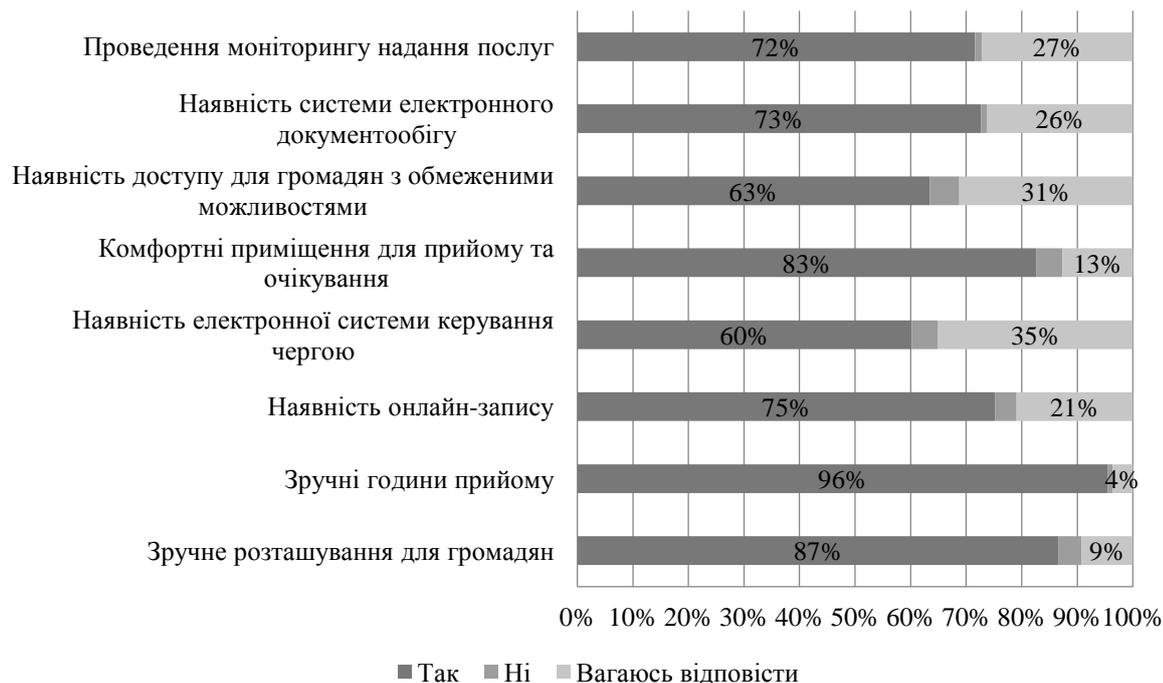 Проведення моніторингу надання послуг
72% 27%
Наявність системи електронного
документообігу
73% 26%
Наявність доступу для громадян з обмеженими
можливостями
63% 31%
Комфортні приміщення для прийому та
очікування
83% 13%
Наявність електронної системи керування
чергою
60% 35%
Наявність онлайн-запису
75% 21%
Зручні години прийому
96% 4%
Зручне розташування для громадян
87% 9%
0% 10% 20% 30% 40% 50% 60% 70% 80% 90% 100%
Так Ні Вагаюсь відповісти